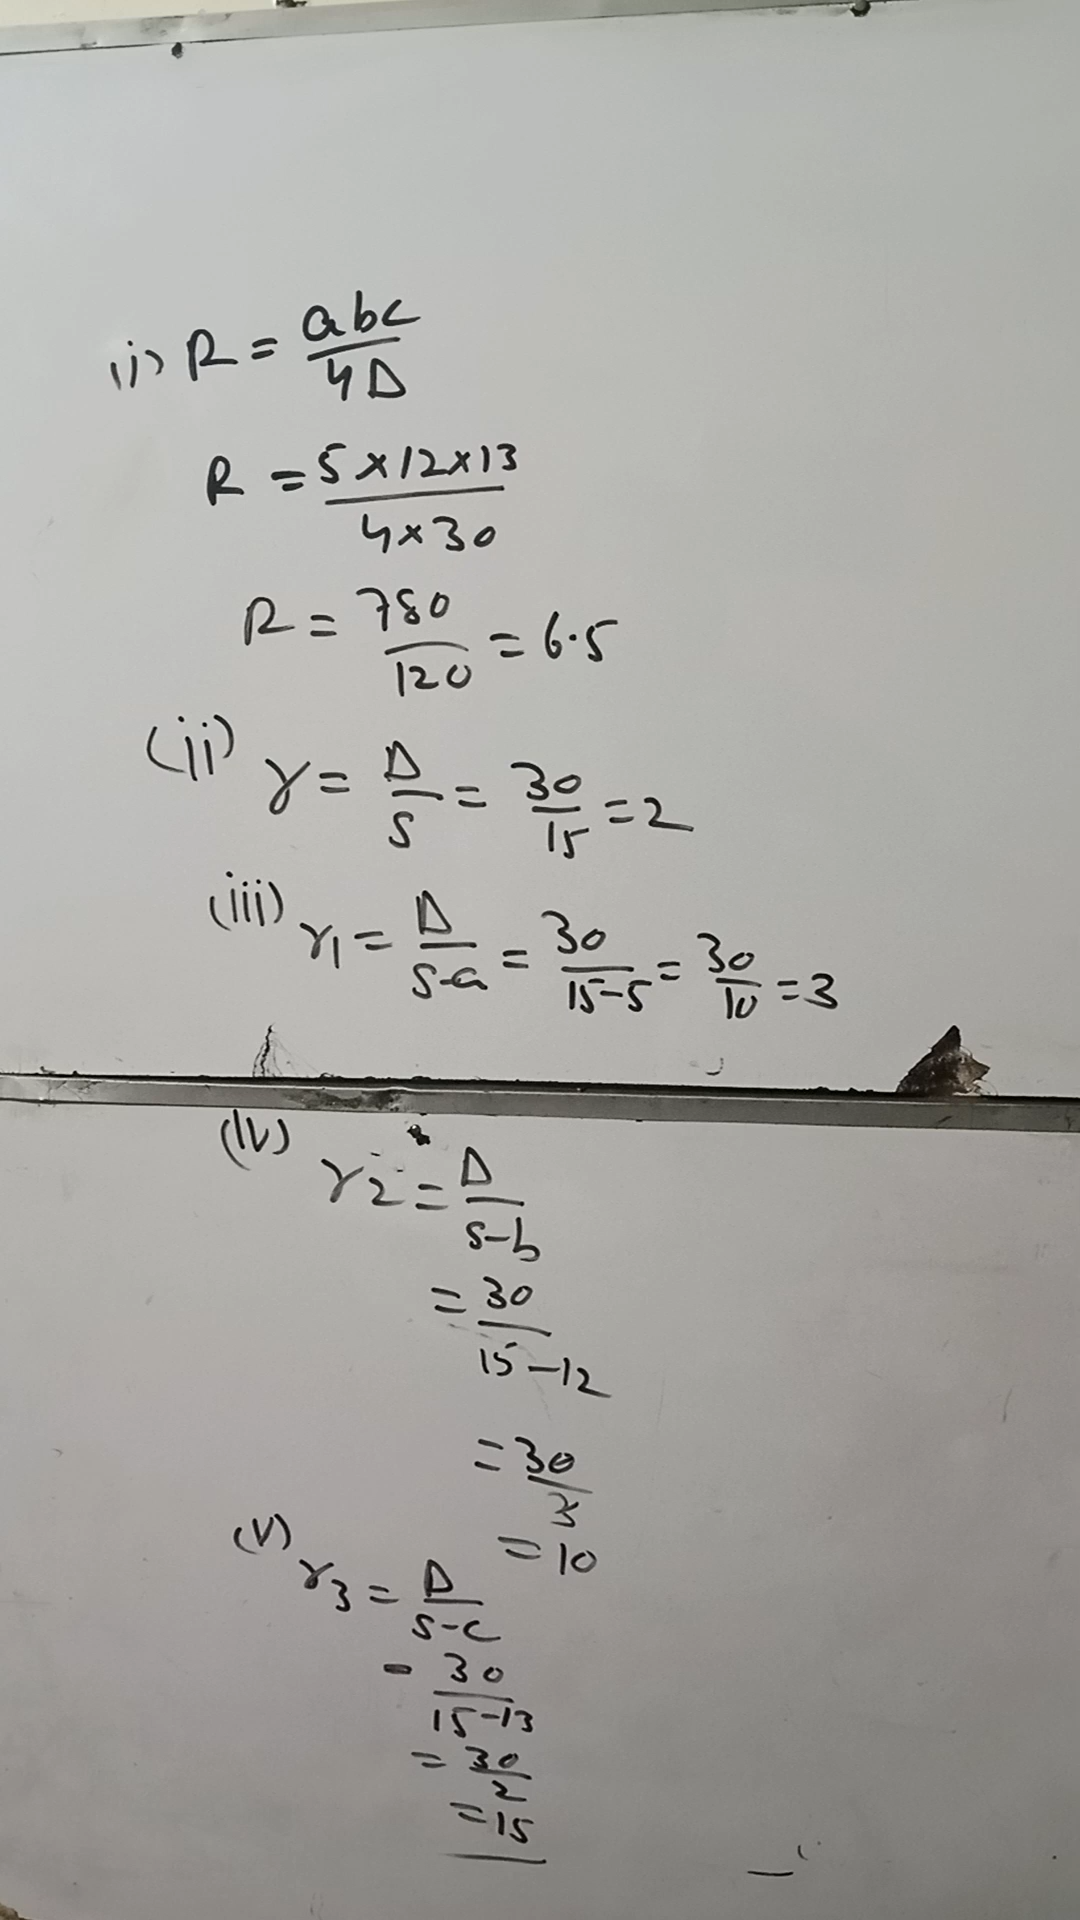 (i) R = abc/4Δ
R = 5×12×13/4×30
R = 780/120 = 6.5
(ii) r = Δ/s = 30/15 = 2
(iii) r1 = Δ/s-a = 30/15-5 = 30/10 = 3
(iv) r2 = Δ/s-b
= 30/15-12
= 30/3
= 10
(v) r3 = Δ/s-c
= 30/15-13
= 30/2
= 15